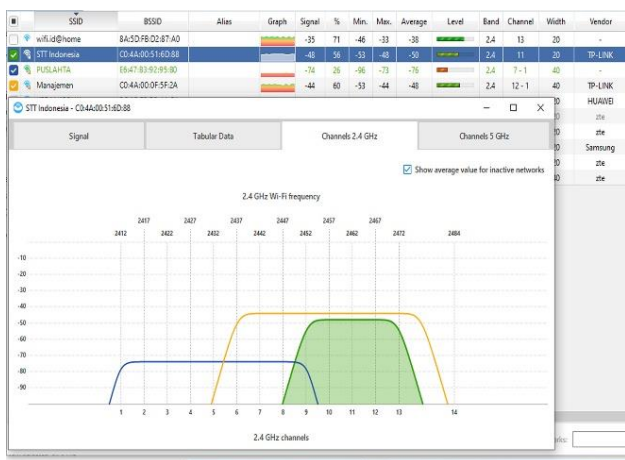 SSID BSSID Alias Graph Signal % Min. Max. Average Level Band Channel Width Vendor
wifi.id@home 8A:5D:FB:D2:87:A0 -35 71 -46 -33 -38 2.4 13 20 -
STT Indonesia C0:4A:00:51:6D:88 -48 56 -53 -48 -50 2.4 11 20 TP-LINK
PUSLAHTA E6:47:B3:92:95:80 -74 26 -96 -73 -76 2.4 7 - 1 40 -
Manajemen C0:4A:00:0F:5F:2A -44 60 -53 -44 -48 2.4 12 - 1 40 TP-LINK
STT Indonesia - C0:4A:00:51:6D:88 HUAWEI
zte
Signal Tabular Data Channels 2.4 GHz Channels 5 GHz zte
Samsung
Show average value for inactive networks zte
zte
2.4 GHz Wi-Fi frequency
2417 2427 2437 2447 2457 2467
2412 2422 2432 2442 2452 2462 2472 2484
-10
-20
-30
-40
-50
-60
-70
-80
-90
1 2 3 4 5 6 7 8 9 10 11 12 13 14
2.4 GHz channels